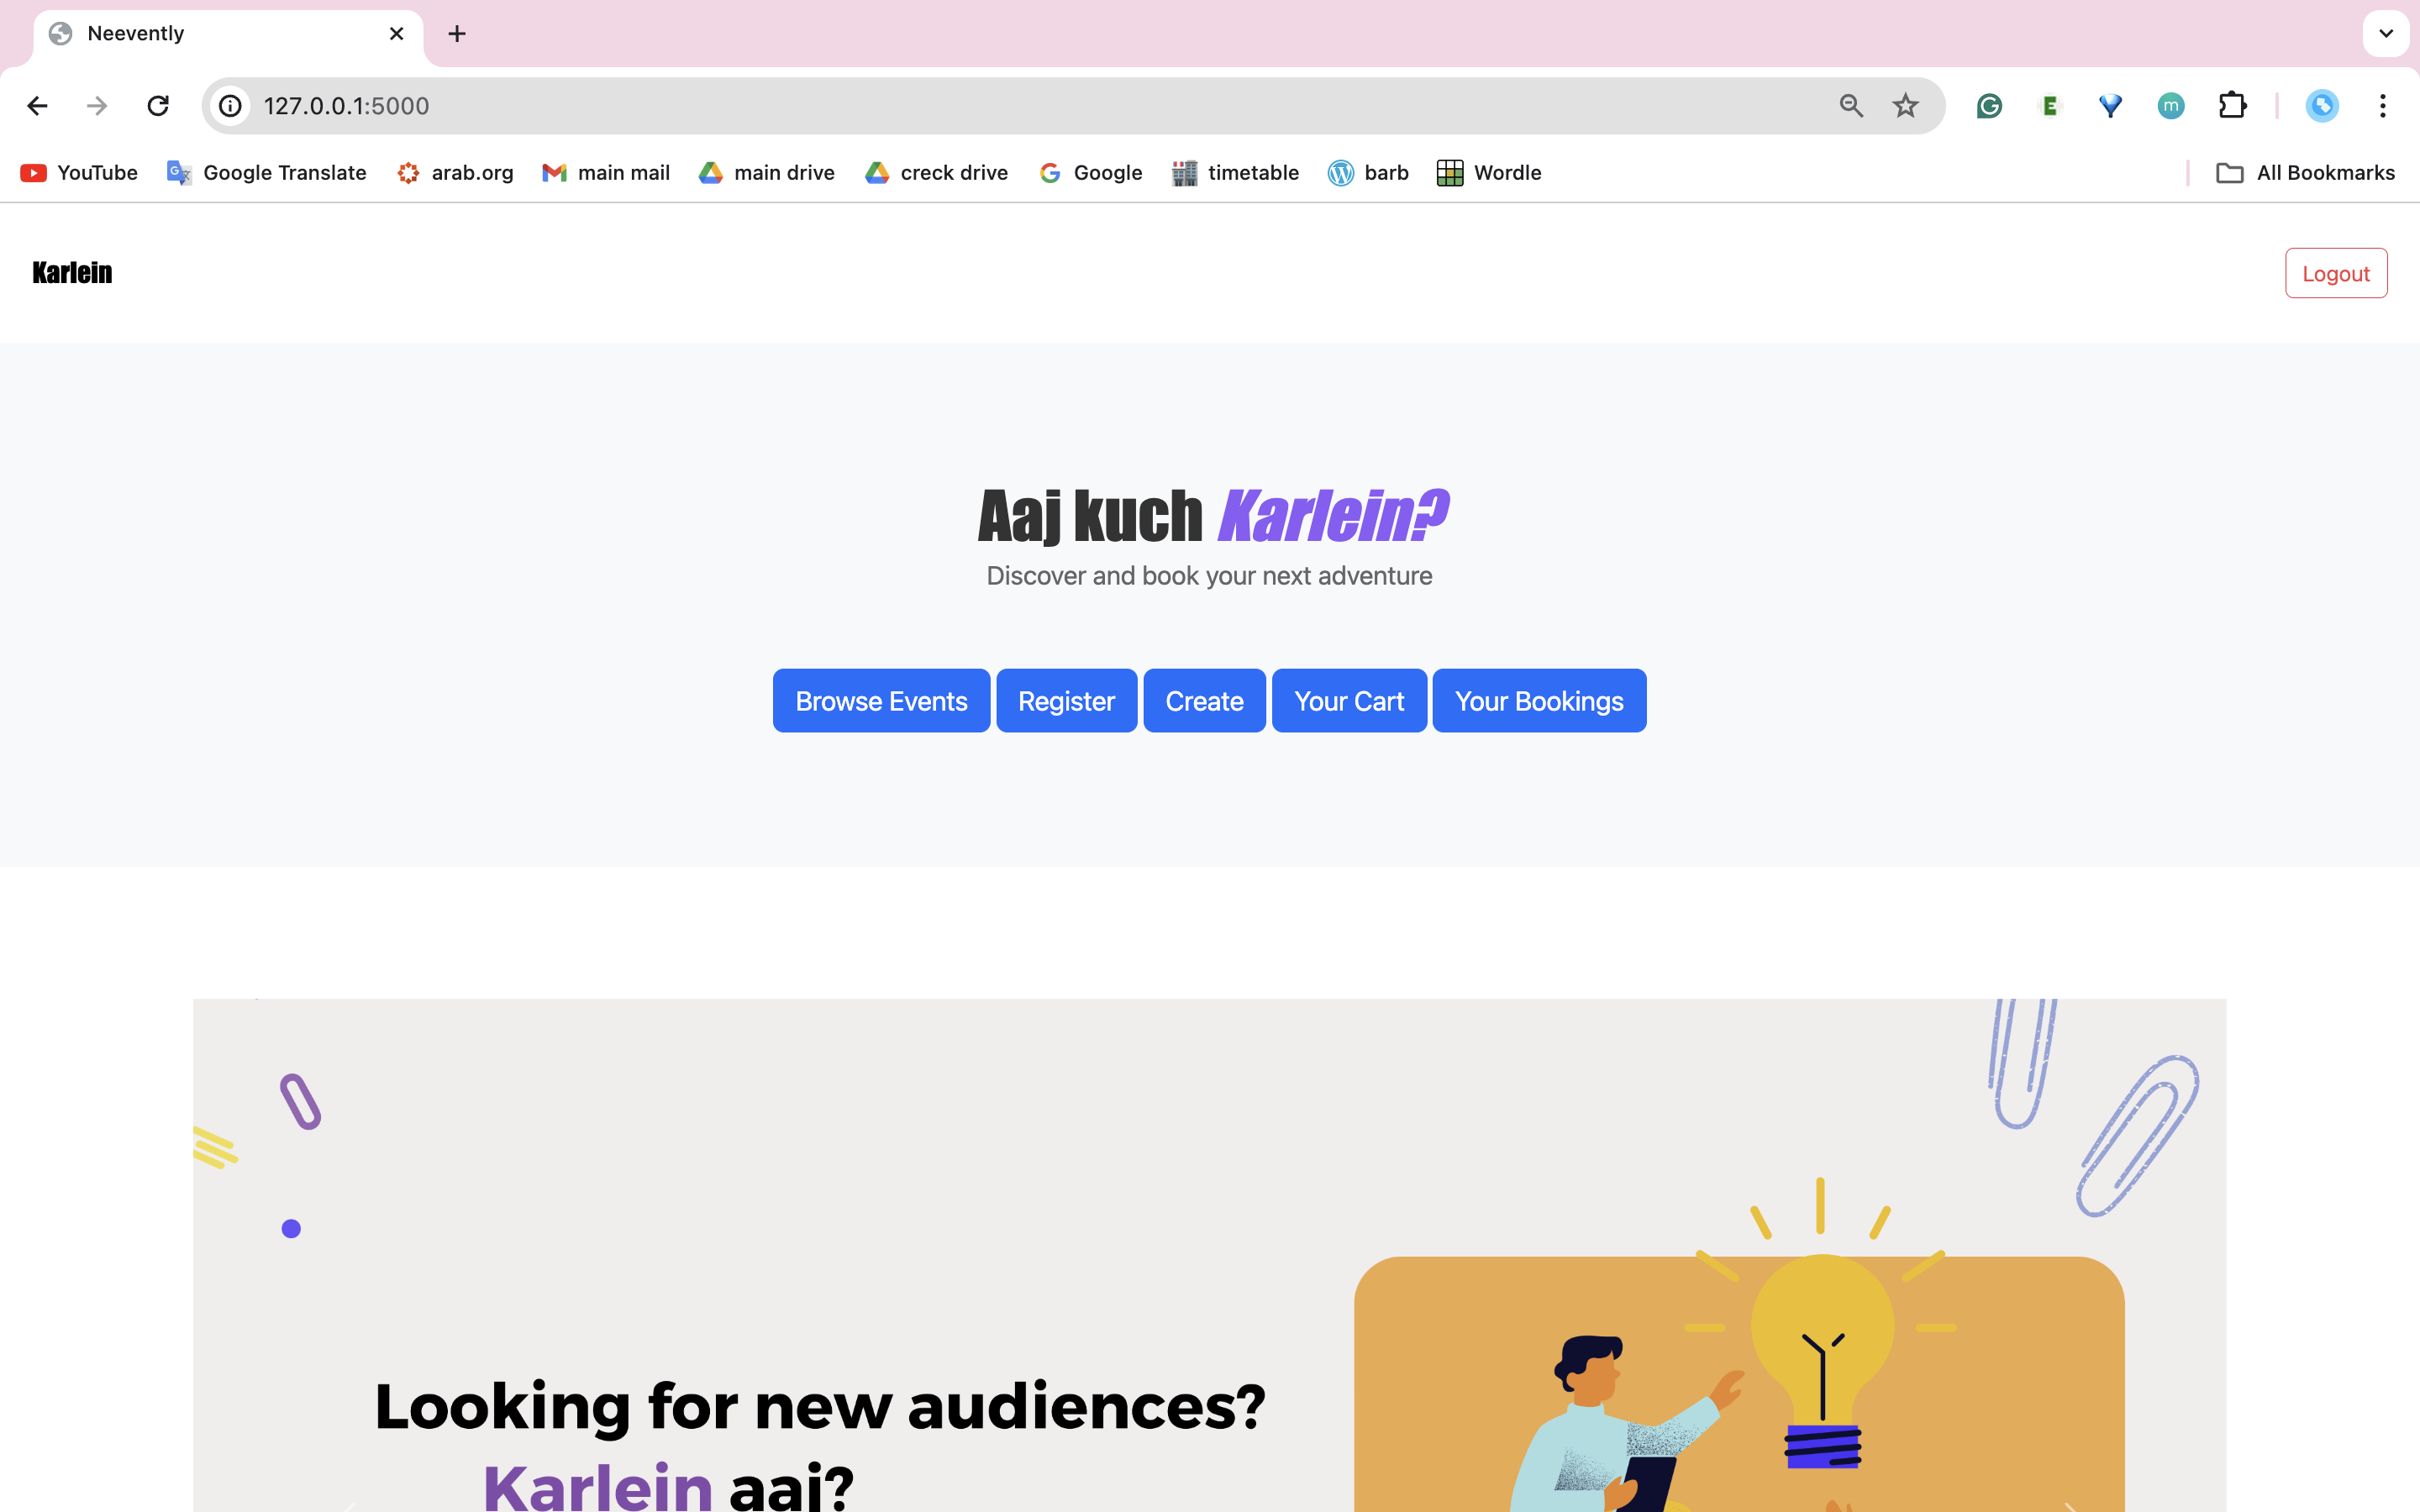 Neevently
127.0.0.1:5000
YouTube Google Translate arab.org main mail main drive creck drive Google timetable barb Wordle All Bookmarks
Karlein Logout
Aaj kuch Karlein?
Discover and book your next adventure
Browse Events Register Create Your Cart Your Bookings
Looking for new audiences?
Karlein aaj?